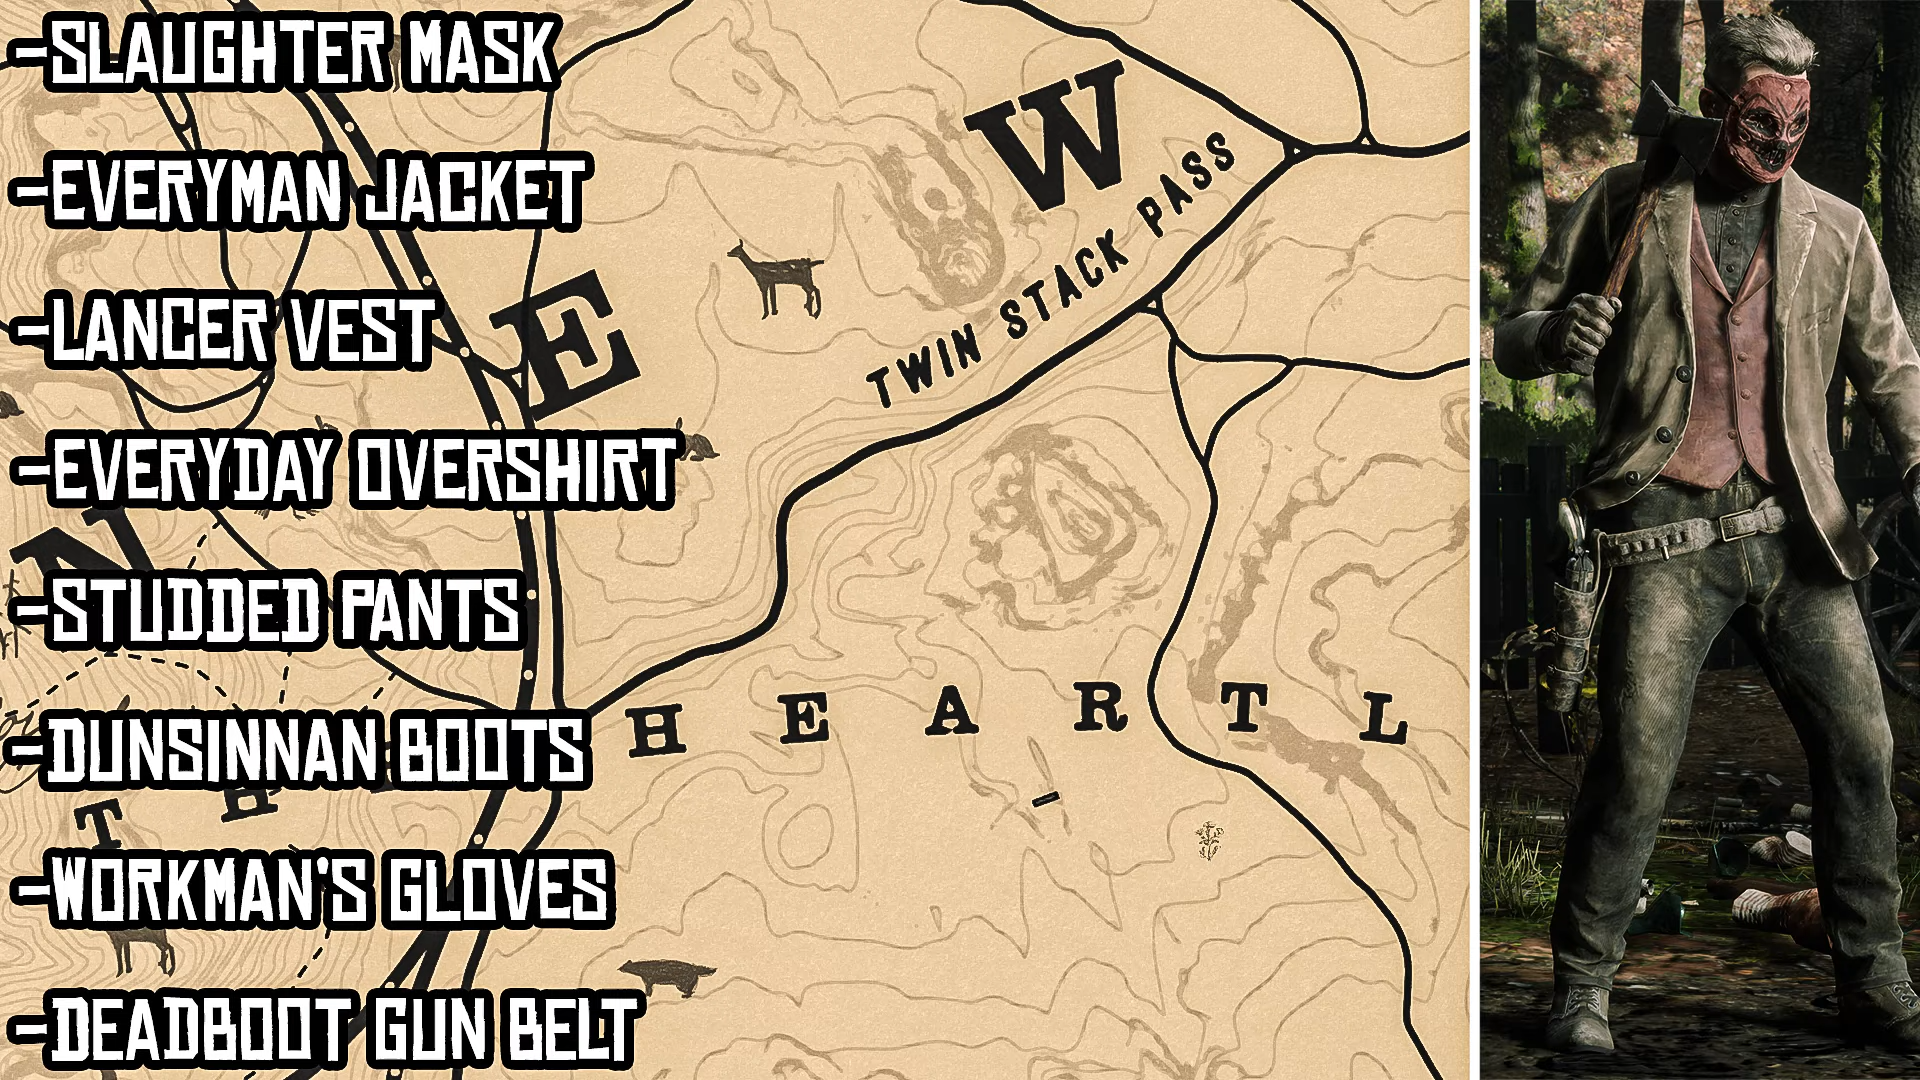 -SLAUGHTER MASK
-EVERYMAN JACKET
-LANCER VEST
-EVERYDAY OVERSHIRT
-STUDDED PANTS
-DUNSINNAN BOOTS
-WORKMAN'S GLOVES
-DEADBOOT GUN BELT
N E W
TWIN STACK PASS
H E A R T L
T H